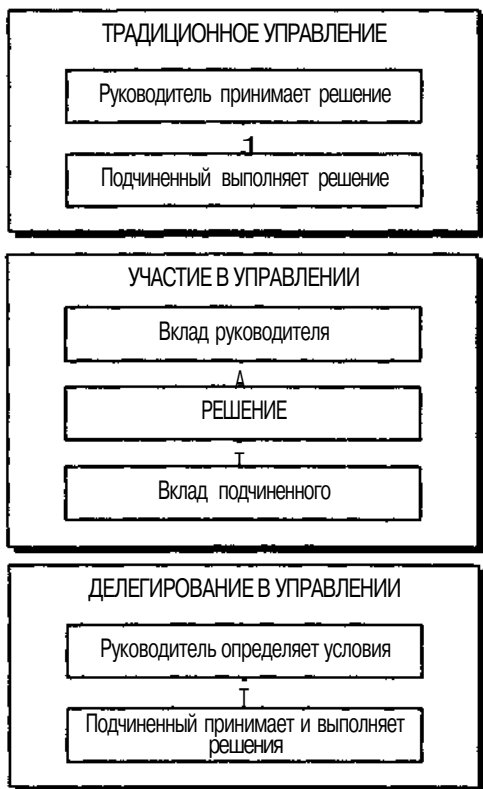 ТРАДИЦИОННОЕ УПРАВЛЕНИЕ
Руководитель принимает решение
Подчиненный выполняет решение
УЧАСТИЕ В УПРАВЛЕНИИ
Вклад руководителя
РЕШЕНИЕ
Вклад подчиненного
ДЕЛЕГИРОВАНИЕ В УПРАВЛЕНИИ
Руководитель определяет условия
Подчиненный принимает и выполняет
решения